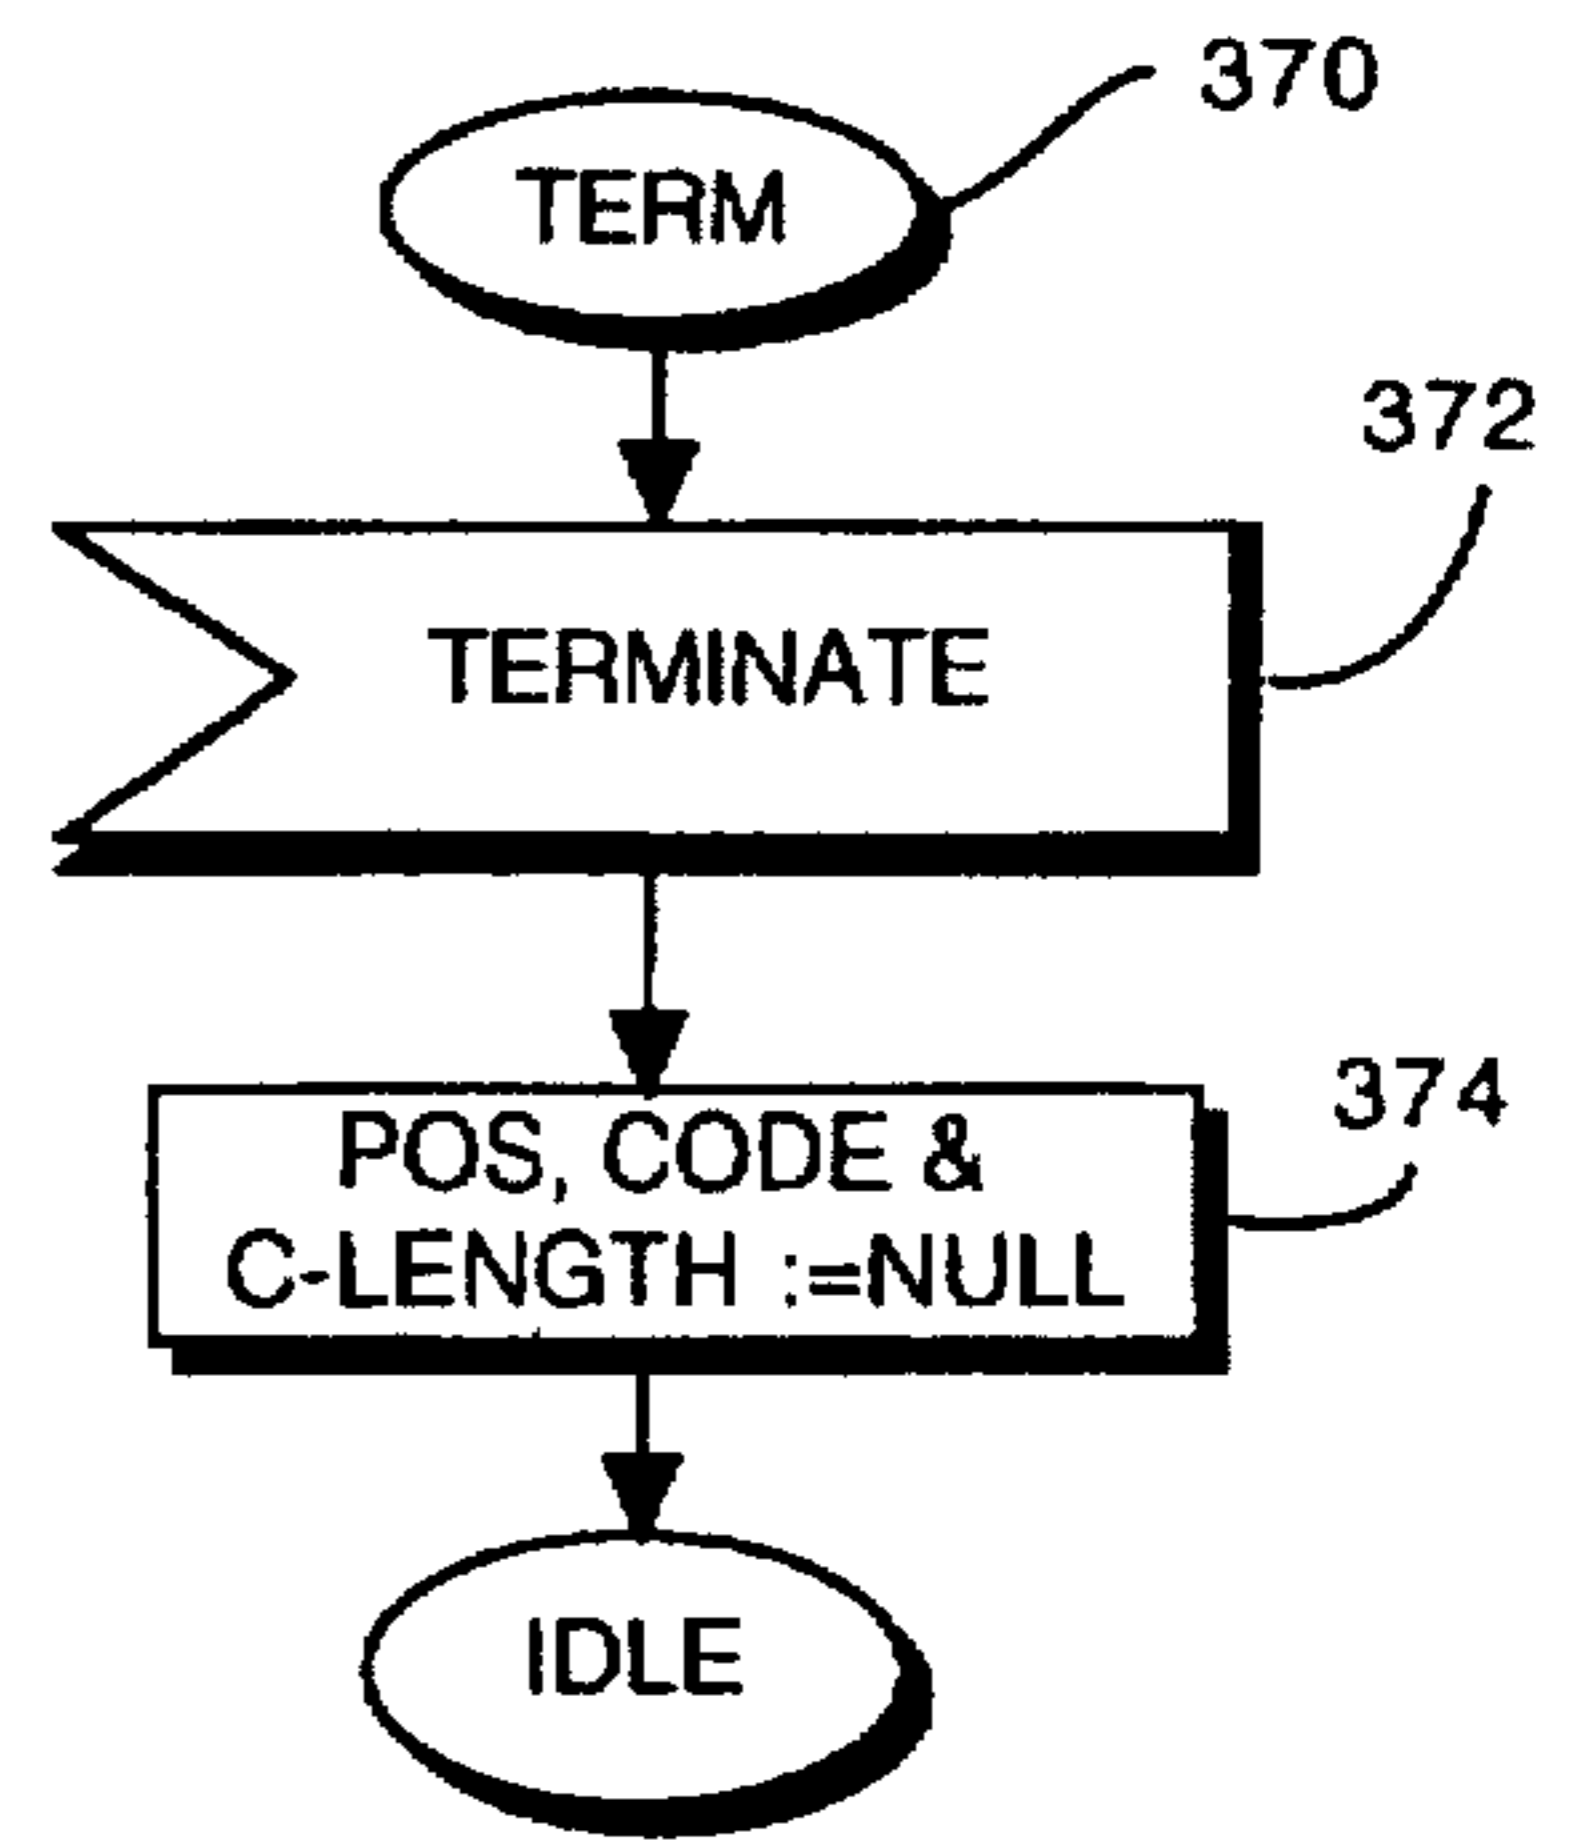 370
TERM
372
TERMINATE
374
POS, CODE &
C-LENGTH :=NULL
IDLE